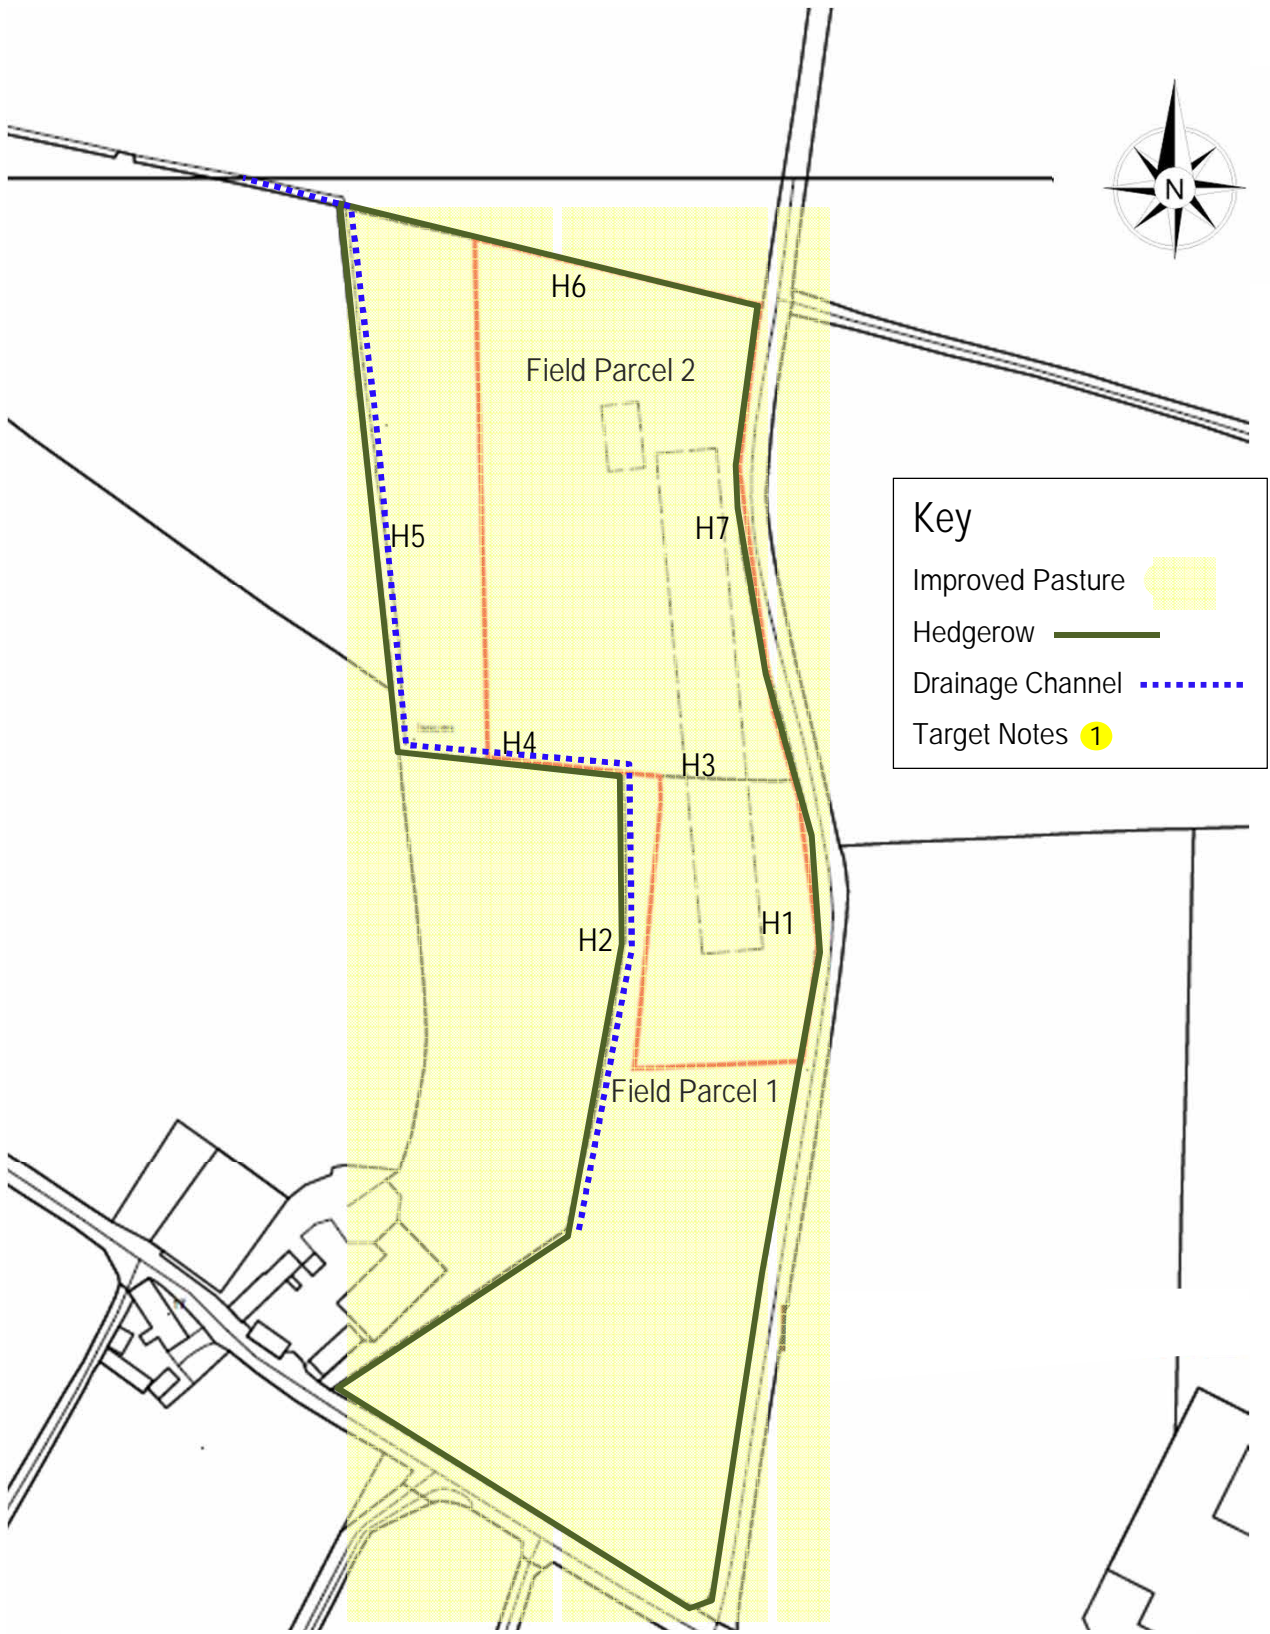 N
H6
Field Parcel 2
H7
H5
Key
Improved Pasture
Hedgerow
Drainage Channel
Target Notes 1
H4
H3
H1
H2
Field Parcel 1